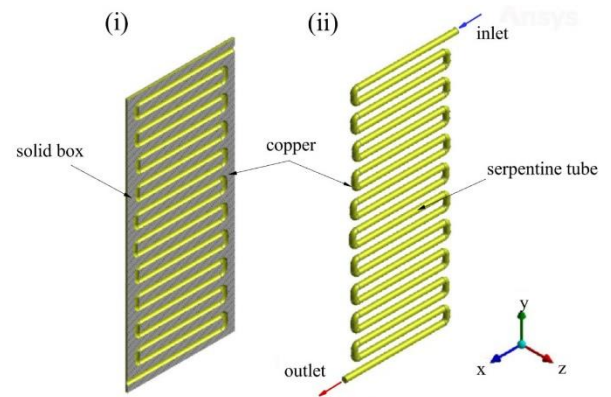 (i)
(ii)
Ansys
inlet
solid box
copper
serpentine tube
outlet
y
x
z